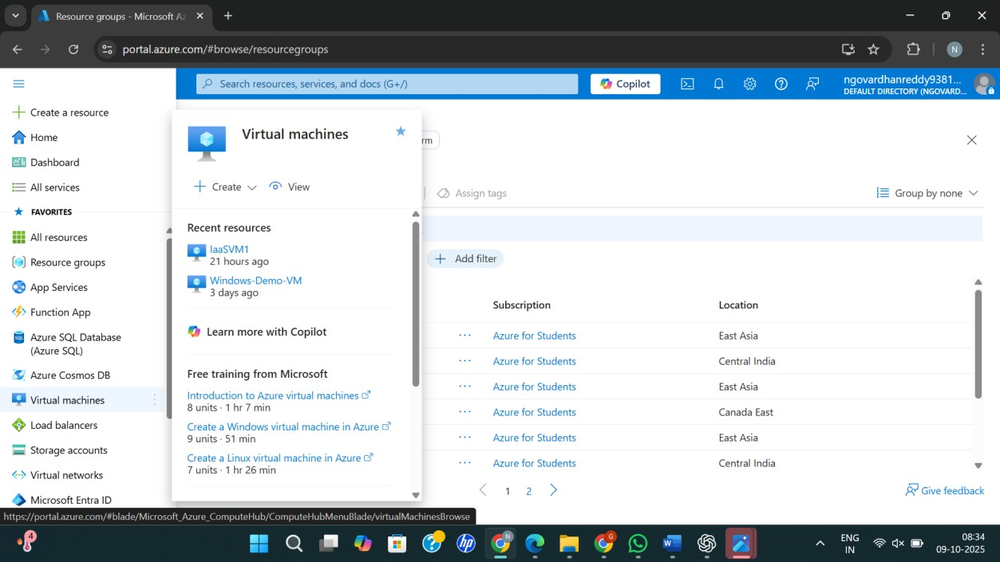 Resource groups - Microsoft Az
portal.azure.com/#browse/resourcegroups
N
Search resources, services, and docs (G+/)
Copilot
ngovardhanreddy9381...
DEFAULT DIRECTORY (NGOVARD...
Create a resource
Home
Dashboard
All services
FAVORITES
All resources
Resource groups
App Services
Function App
Azure SQL Database
(Azure SQL)
Azure Cosmos DB
Virtual machines
Load balancers
Storage accounts
Virtual networks
Microsoft Entra ID
Virtual machines
Create
View
Recent resources
IaaSVM1
21 hours ago
Windows-Demo-VM
3 days ago
Learn more with Copilot
Free training from Microsoft
Introduction to Azure virtual machines
8 units · 1 hr 7 min
Create a Windows virtual machine in Azure
9 units · 51 min
Create a Linux virtual machine in Azure
7 units · 1 hr 26 min
rm
Assign tags
Group by none
Add filter
Subscription Location
Azure for Students East Asia
Azure for Students Central India
Azure for Students East Asia
Azure for Students Canada East
Azure for Students East Asia
Azure for Students Central India
1 2
Give feedback
https://portal.azure.com/#blade/Microsoft_Azure_ComputeHub/ComputeHubMenuBlade/virtualMachinesBrowse
4
ENG
IN
08:34
09-10-2025